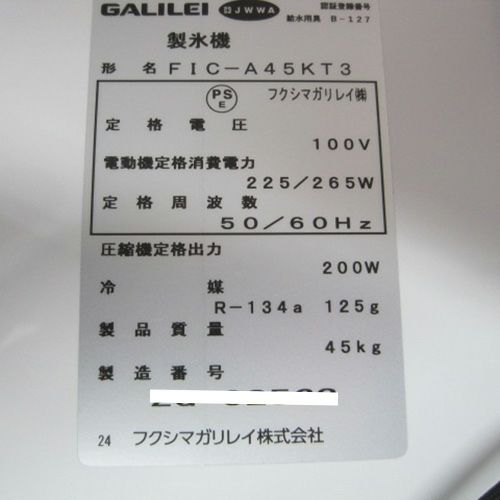 GALILEI JWWA 認証登録番号
給水用具 B-127
製氷機
形名 FIC-A45KT3
PS E フクシマガリレイ㈱
定格電圧
100V
電動機定格消費電力
225/265W
定格周波数
50/60Hz
圧縮機定格出力
200W
冷媒
R-134a 125g
製品質量
45kg
製造番号
24 フクシマガリレイ株式会社